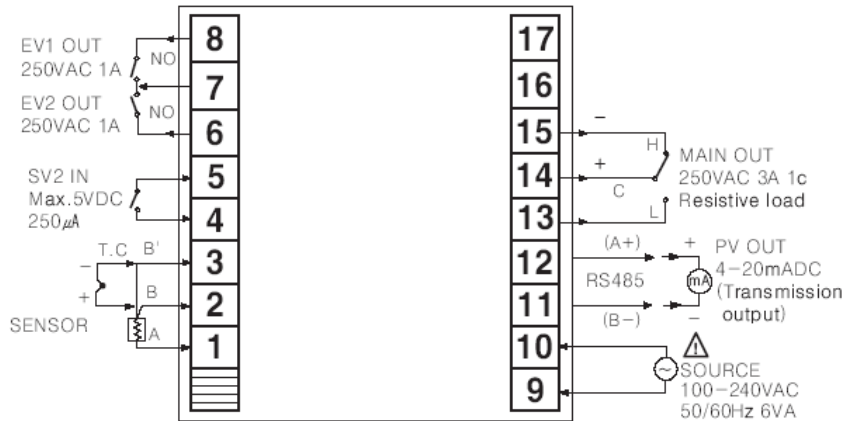 EV1 OUT
250VAC 1A
NO
EV2 OUT
250VAC 1A
NO
SV2 IN
Max.5VDC
250㎂
T.C
B'
−
+
B
A
SENSOR
8
7
6
5
4
3
2
1
17
16
15
14
13
12
11
10
9
−
H
+
C
L
MAIN OUT
250VAC 3A 1c
Resistive load
(A+)
RS485
(B−)
+
mA
−
PV OUT
4−20mADC
(Transmission
output)
!
~
SOURCE
100−240VAC
50/60Hz 6VA